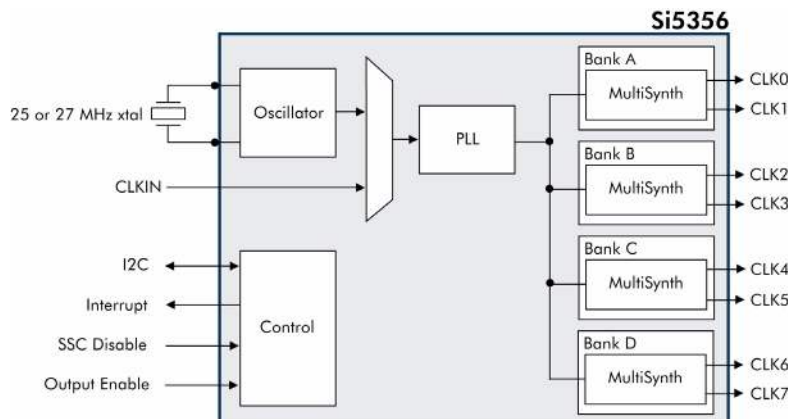 Si5356
25 or 27 MHz xtal
Oscillator
CLKIN
PLL
Bank A
MultiSynth
CLK0
CLK1
Bank B
MultiSynth
CLK2
CLK3
Bank C
MultiSynth
CLK4
CLK5
Bank D
MultiSynth
CLK6
CLK7
I2C
Interrupt
SSC Disable
Output Enable
Control